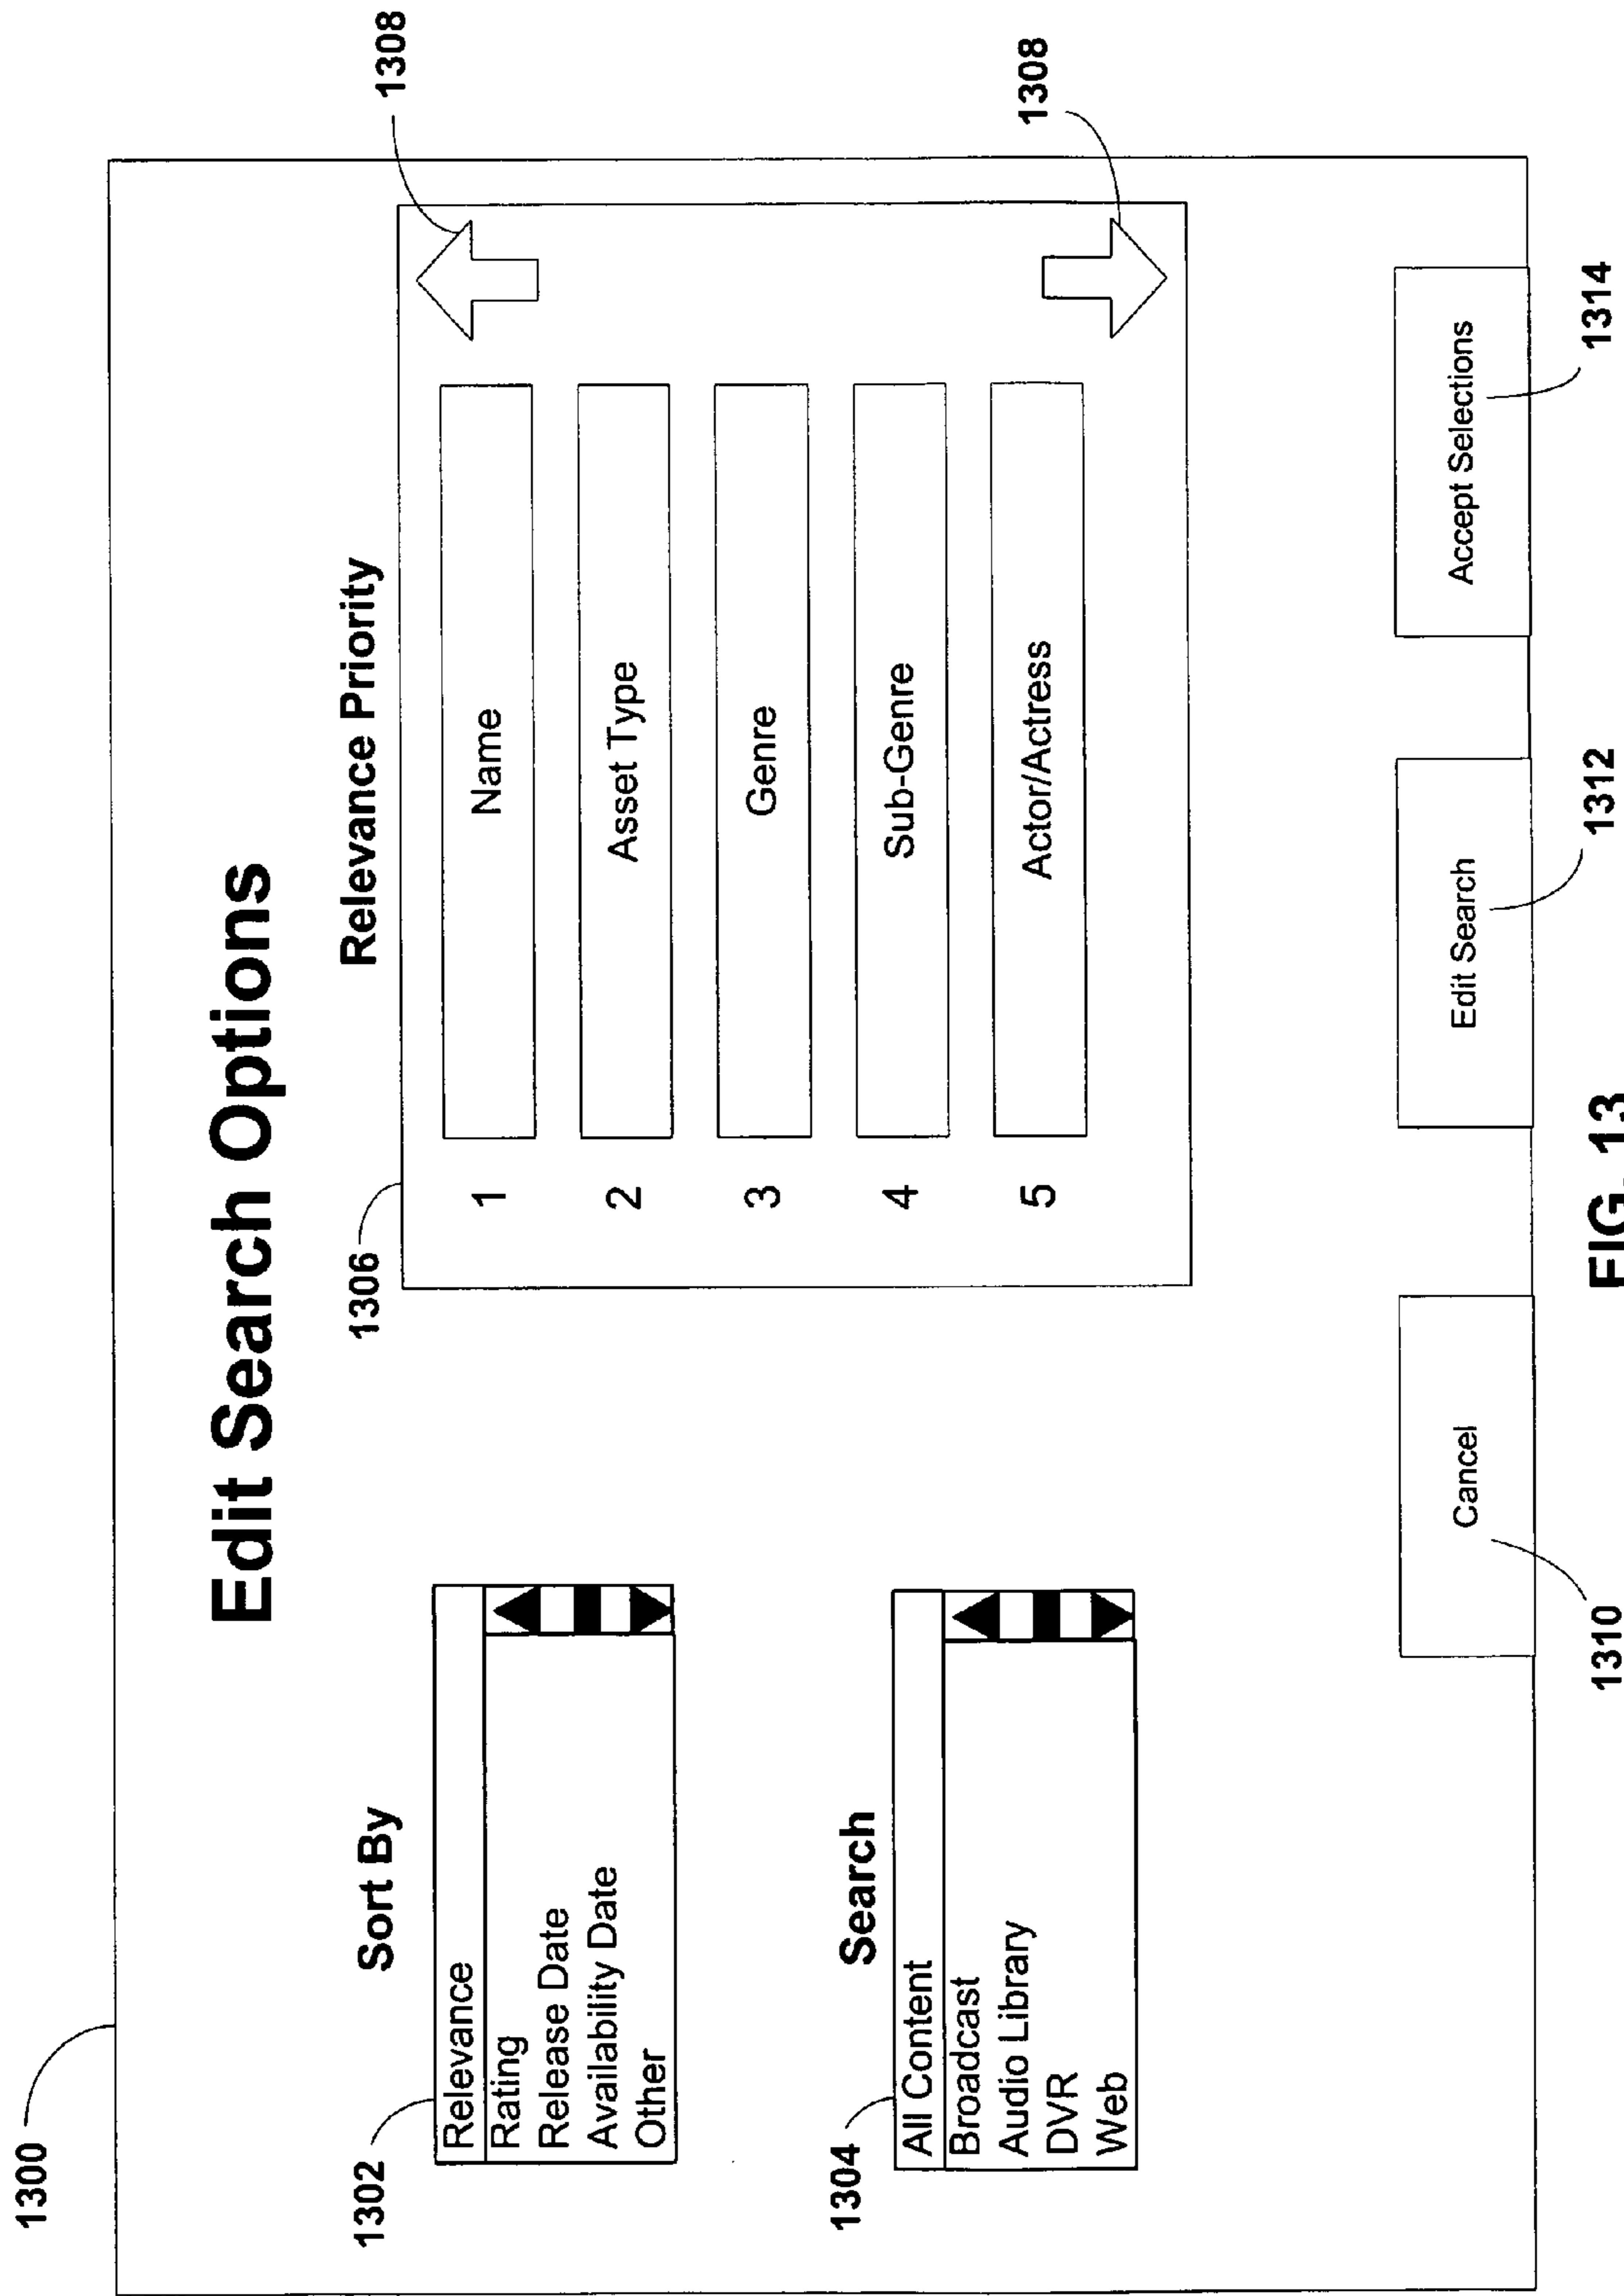 1300
Edit Search Options
Sort By
1302
Relevance
Rating
Release Date
Availability Date
Other
Search
1304
All Content
Broadcast
Audio Library
DVR
Web
Relevance Priority
1306
1308
1 Name
2 Asset Type
3 Genre
4 Sub-Genre
5 Actor/Actress
1308
Cancel
Edit Search
Accept Selections
1310
1312
1314
FIG. 13